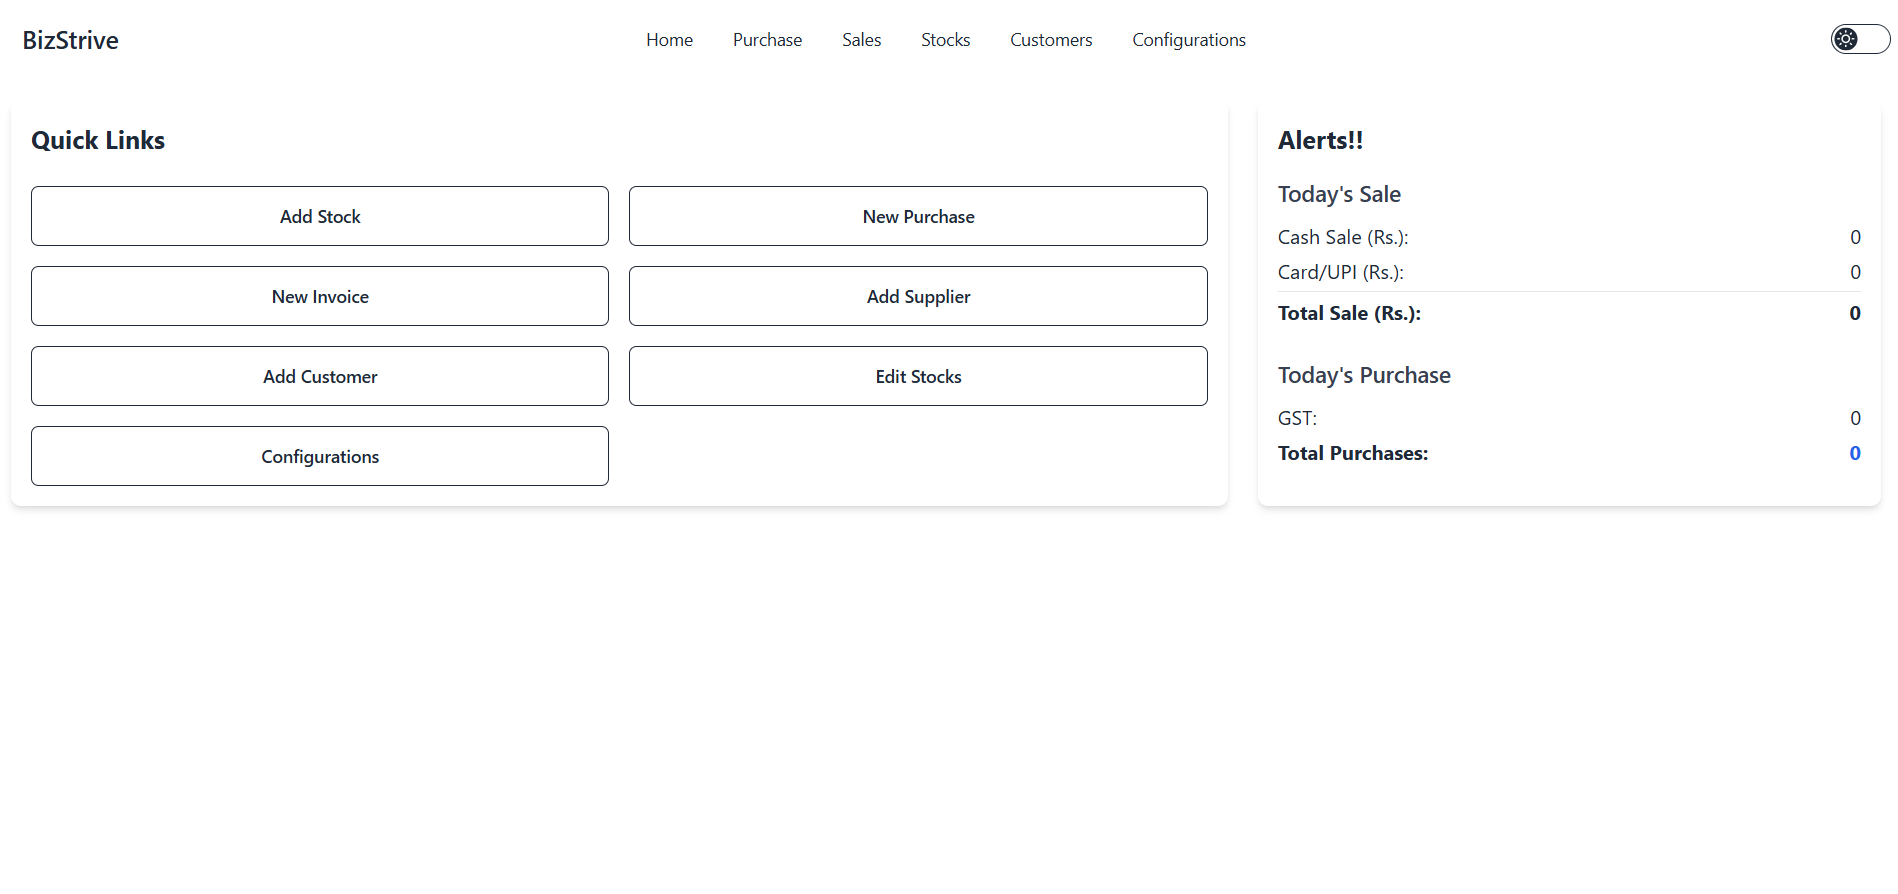 BizStrive
Home Purchase Sales Stocks Customers Configurations
Quick Links
Add Stock
New Purchase
New Invoice
Add Supplier
Add Customer
Edit Stocks
Configurations
Alerts!!
Today's Sale
Cash Sale (Rs.): 0
Card/UPI (Rs.): 0
Total Sale (Rs.): 0
Today's Purchase
GST: 0
Total Purchases: 0